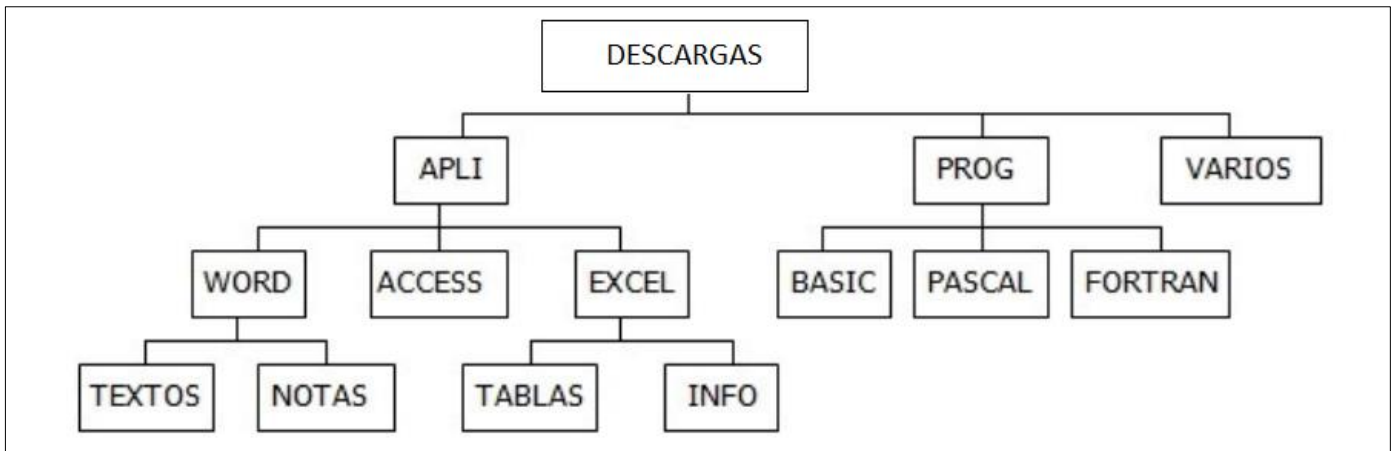 DESCARGAS
APLI PROG VARIOS
WORD ACCESS EXCEL BASIC PASCAL FORTRAN
TEXTOS NOTAS TABLAS INFO